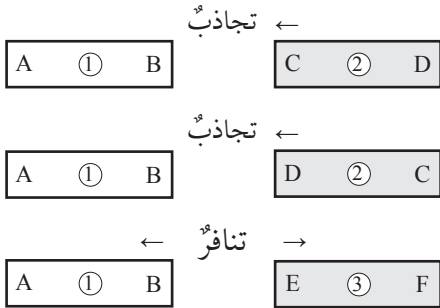 تجاذبٌ ←
A ① B C ② D
تجاذبٌ ←
A ① B D ② C
← تنافرٌ →
A ① B E ③ F